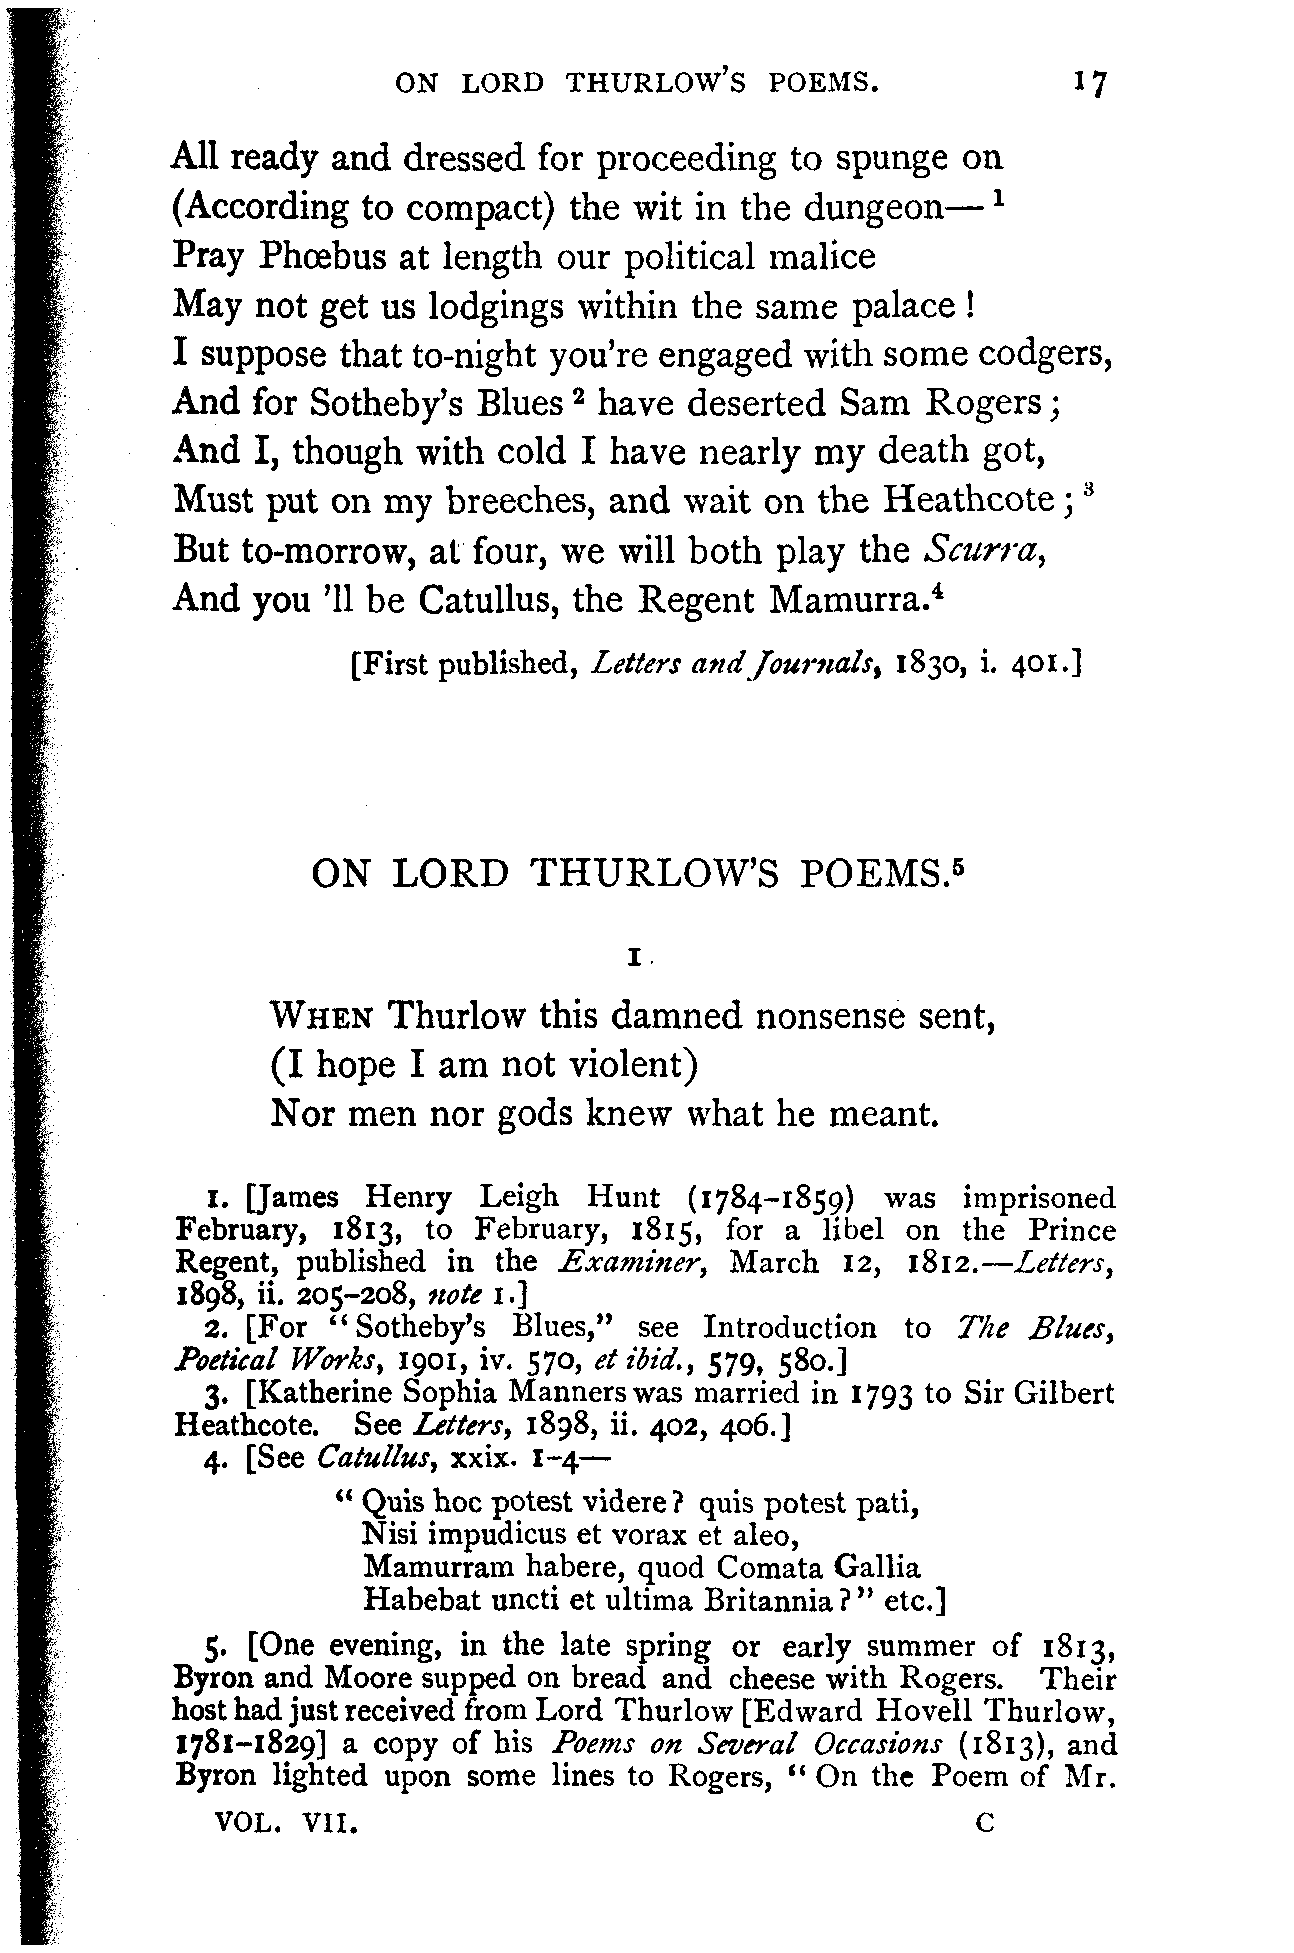 ON LORD THURLOW'S POEMS. 17
All ready and dressed for proceeding to spunge on
(According to compact) the wit in the dungeon—¹
Pray Phœbus at length our political malice
May not get us lodgings within the same palace!
I suppose that to-night you're engaged with some codgers,
And for Sotheby's Blues² have deserted Sam Rogers;
And I, though with cold I have nearly my death got,
Must put on my breeches, and wait on the Heathcote;³
But to-morrow, at four, we will both play the Scurra,
And you 'll be Catullus, the Regent Mamurra.⁴
[First published, Letters and Journals, 1830, i. 401.]
ON LORD THURLOW'S POEMS.⁵
1.
WHEN Thurlow this damned nonsense sent,
(I hope I am not violent)
Nor men nor gods knew what he meant.
1. [James Henry Leigh Hunt (1784–1859) was imprisoned
February, 1813, to February, 1815, for a libel on the Prince
Regent, published in the Examiner, March 12, 1812.—Letters,
1898, ii. 205–208, note 1.]
2. [For "Sotheby's Blues," see Introduction to The Blues,
Poetical Works, 1901, iv. 570, et ibid., 579, 580.]
3. [Katherine Sophia Manners was married in 1793 to Sir Gilbert
Heathcote. See Letters, 1898, ii. 402, 406.]
4. [See Catullus, xxix. 1–4—
"Quis hoc potest videre? quis potest pati,
Nisi impudicus et vorax et aleo,
Mamurram habere, quod Comata Gallia
Habebat uncti et ultima Britannia?" etc.]
5. [One evening, in the late spring or early summer of 1813,
Byron and Moore supped on bread and cheese with Rogers. Their
host had just received from Lord Thurlow [Edward Hovell Thurlow,
1781–1829] a copy of his Poems on Several Occasions (1813), and
Byron lighted upon some lines to Rogers, "On the Poem of Mr.
VOL. VII. C